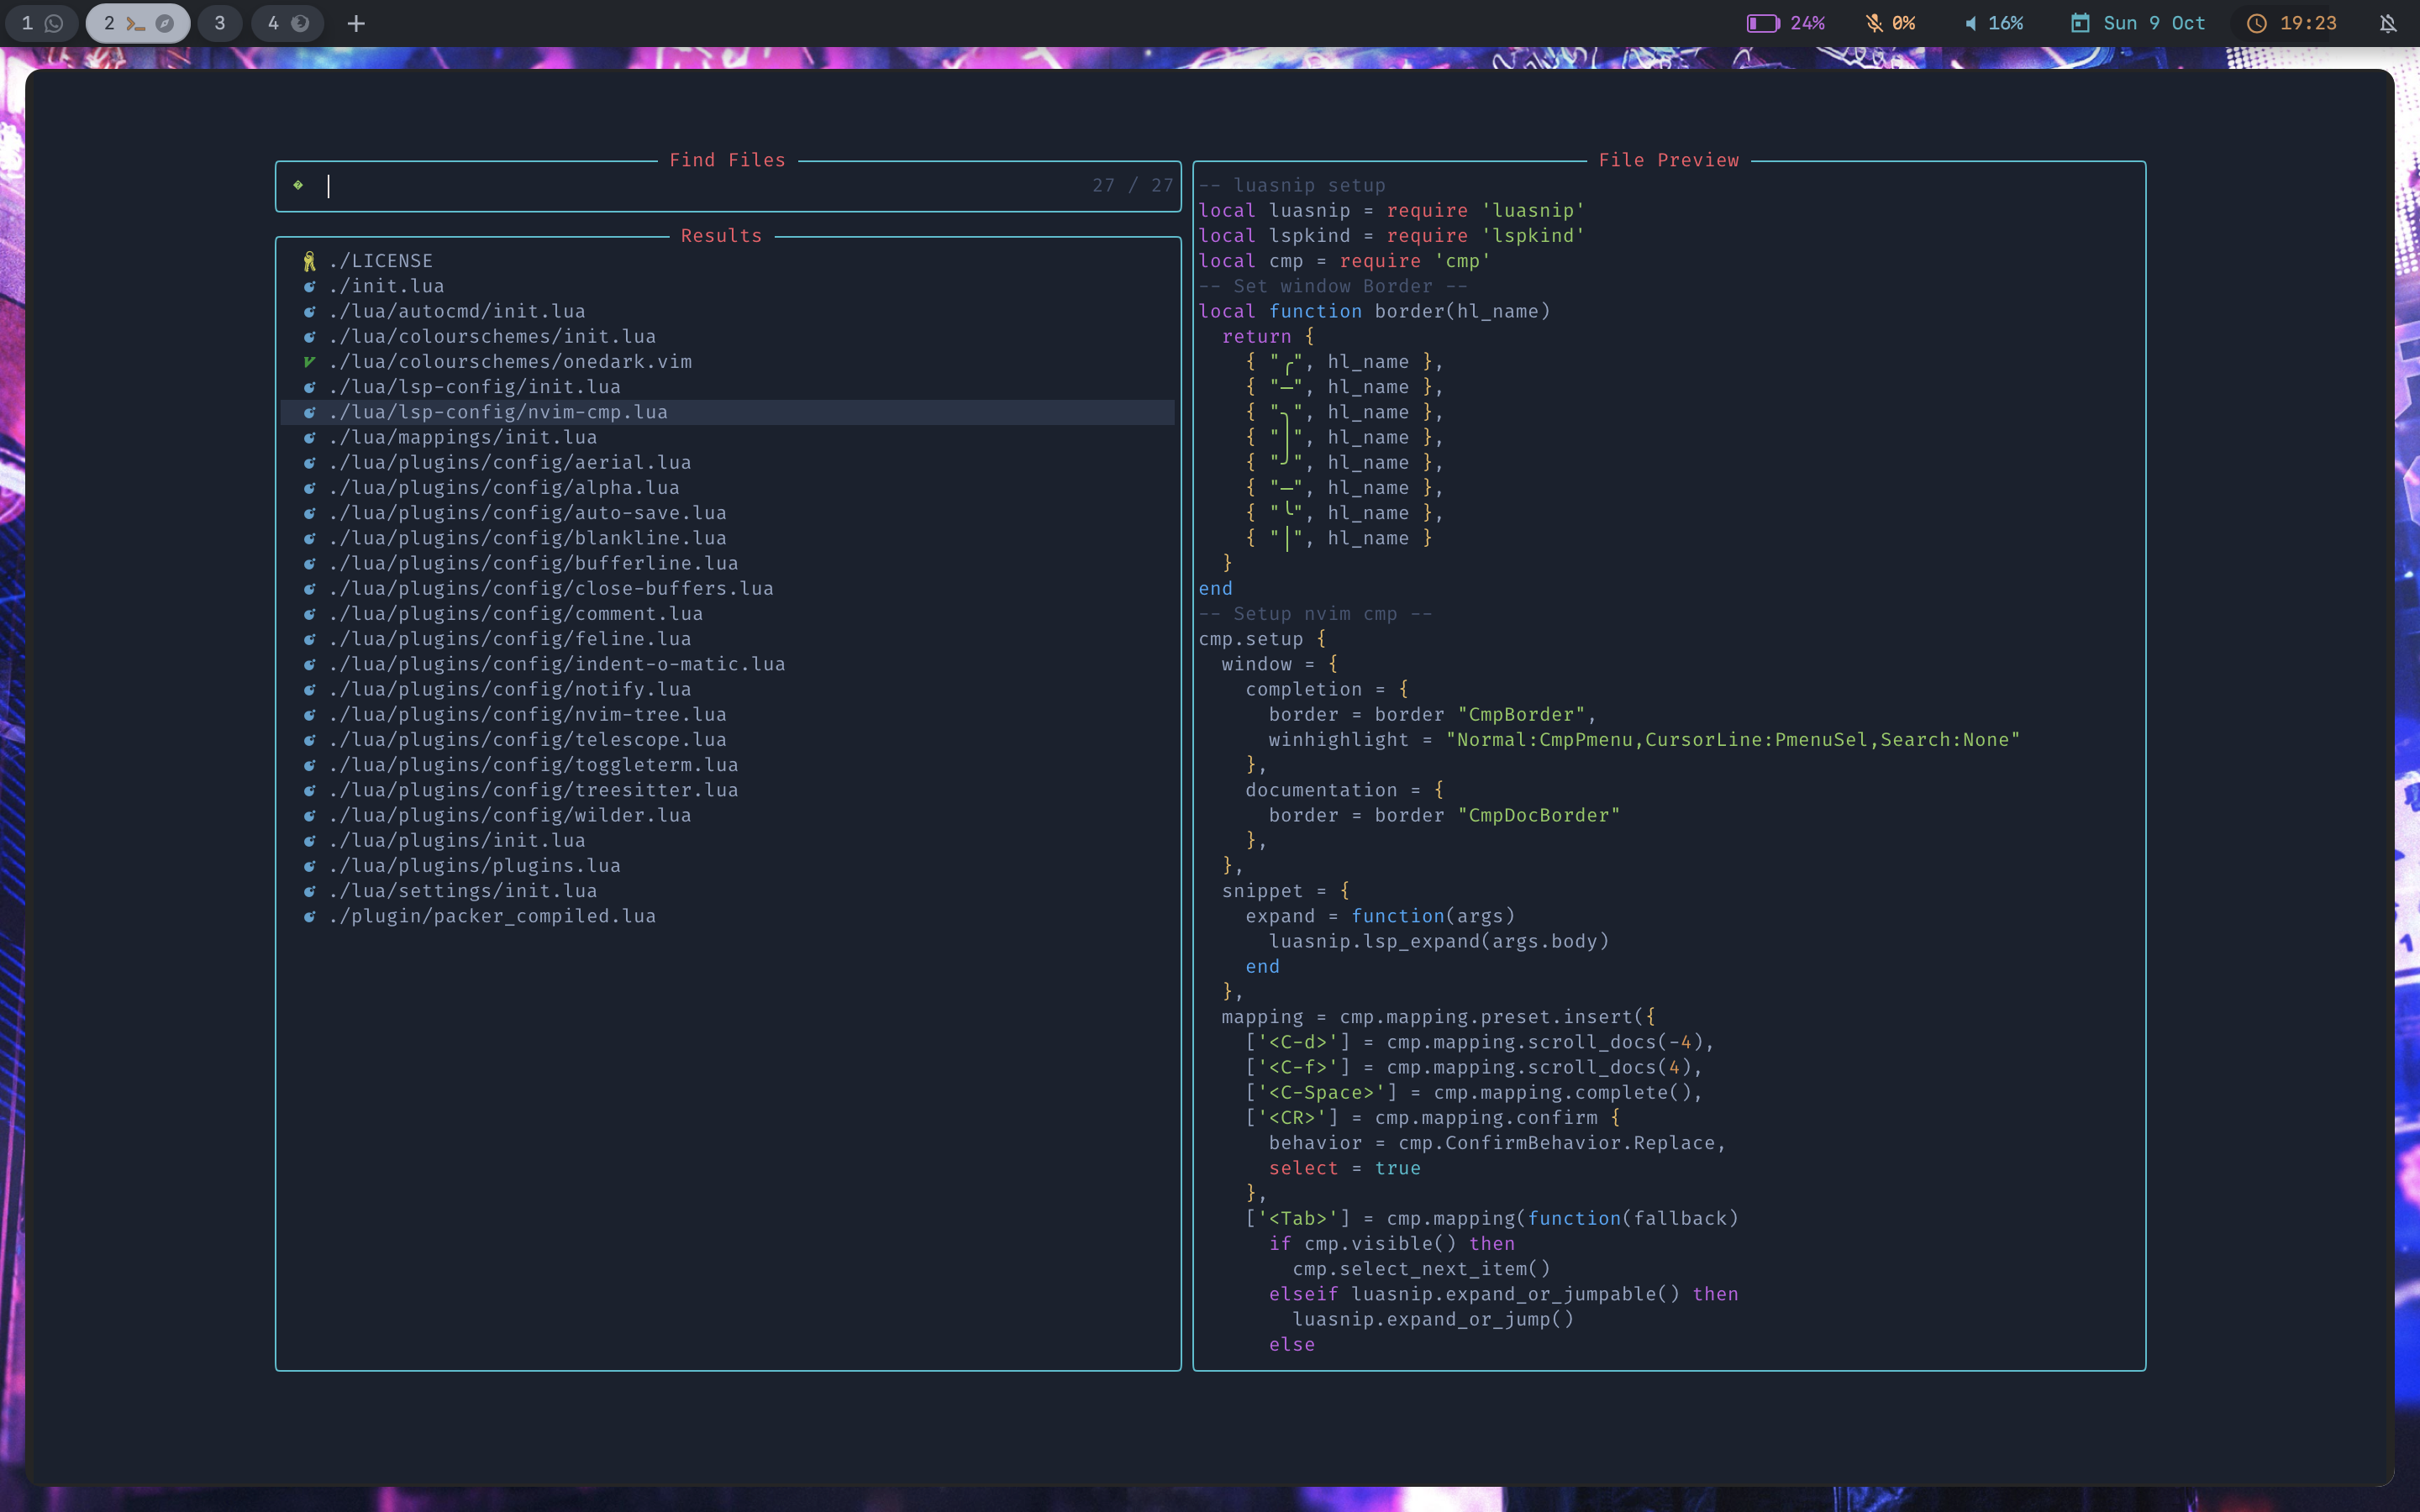 1 2 3 4 +
24% 0% 16% Sun 9 Oct 19:23
Find Files
27 / 27
Results
./LICENSE
./init.lua
./lua/autocmd/init.lua
./lua/colourschemes/init.lua
./lua/colourschemes/onedark.vim
./lua/lsp-config/init.lua
./lua/lsp-config/nvim-cmp.lua
./lua/mappings/init.lua
./lua/plugins/config/aerial.lua
./lua/plugins/config/alpha.lua
./lua/plugins/config/auto-save.lua
./lua/plugins/config/blankline.lua
./lua/plugins/config/bufferline.lua
./lua/plugins/config/close-buffers.lua
./lua/plugins/config/comment.lua
./lua/plugins/config/feline.lua
./lua/plugins/config/indent-o-matic.lua
./lua/plugins/config/notify.lua
./lua/plugins/config/nvim-tree.lua
./lua/plugins/config/telescope.lua
./lua/plugins/config/toggleterm.lua
./lua/plugins/config/treesitter.lua
./lua/plugins/config/wilder.lua
./lua/plugins/init.lua
./lua/plugins/plugins.lua
./lua/settings/init.lua
./plugin/packer_compiled.lua
File Preview
-- luasnip setup
local luasnip = require 'luasnip'
local lspkind = require 'lspkind'
local cmp = require 'cmp'
-- Set window Border --
local function border(hl_name)
  return {
    { "╭", hl_name },
    { "─", hl_name },
    { "╮", hl_name },
    { "│", hl_name },
    { "╯", hl_name },
    { "─", hl_name },
    { "╰", hl_name },
    { "│", hl_name }
  }
end
-- Setup nvim cmp --
cmp.setup {
  window = {
    completion = {
      border = border "CmpBorder",
      winhighlight = "Normal:CmpPmenu,CursorLine:PmenuSel,Search:None"
    },
    documentation = {
      border = border "CmpDocBorder"
    },
  },
  snippet = {
    expand = function(args)
      luasnip.lsp_expand(args.body)
    end
  },
  mapping = cmp.mapping.preset.insert({
    ['<C-d>'] = cmp.mapping.scroll_docs(-4),
    ['<C-f>'] = cmp.mapping.scroll_docs(4),
    ['<C-Space>'] = cmp.mapping.complete(),
    ['<CR>'] = cmp.mapping.confirm {
      behavior = cmp.ConfirmBehavior.Replace,
      select = true
    },
    ['<Tab>'] = cmp.mapping(function(fallback)
      if cmp.visible() then
        cmp.select_next_item()
      elseif luasnip.expand_or_jumpable() then
        luasnip.expand_or_jump()
      else